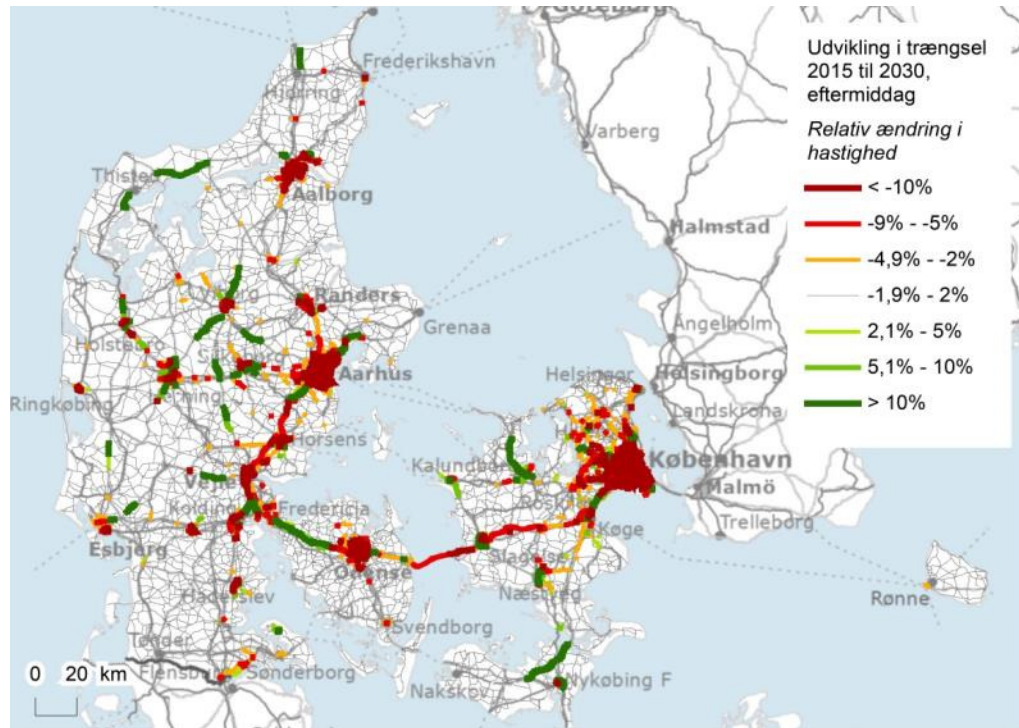 Göteborg
Frederikshavn
Hjørring
Varberg
Thisted
Aalborg
Halmstad
Randers
Grenaa
Ängelholm
Holstebro
Silkeborg
Aarhus
Helsingør
Helsingborg
Ringkøbing
Herning
Landskrona
Horsens
Kalundborg
København
Vejle
Malmö
Kolding
Fredericia
Roskilde
Trelleborg
Esbjerg
Køge
Odense
Slagelse
Næstved
Rønne
Haderslev
Svendborg
Tønder
Flensburg
Sønderborg
Nakskov
Nykøbing F
0 20 km
Udvikling i trængsel
2015 til 2030,
eftermiddag
Relativ ændring i
hastighed
< -10%
-9% - -5%
-4,9% - -2%
-1,9% - 2%
2,1% - 5%
5,1% - 10%
> 10%